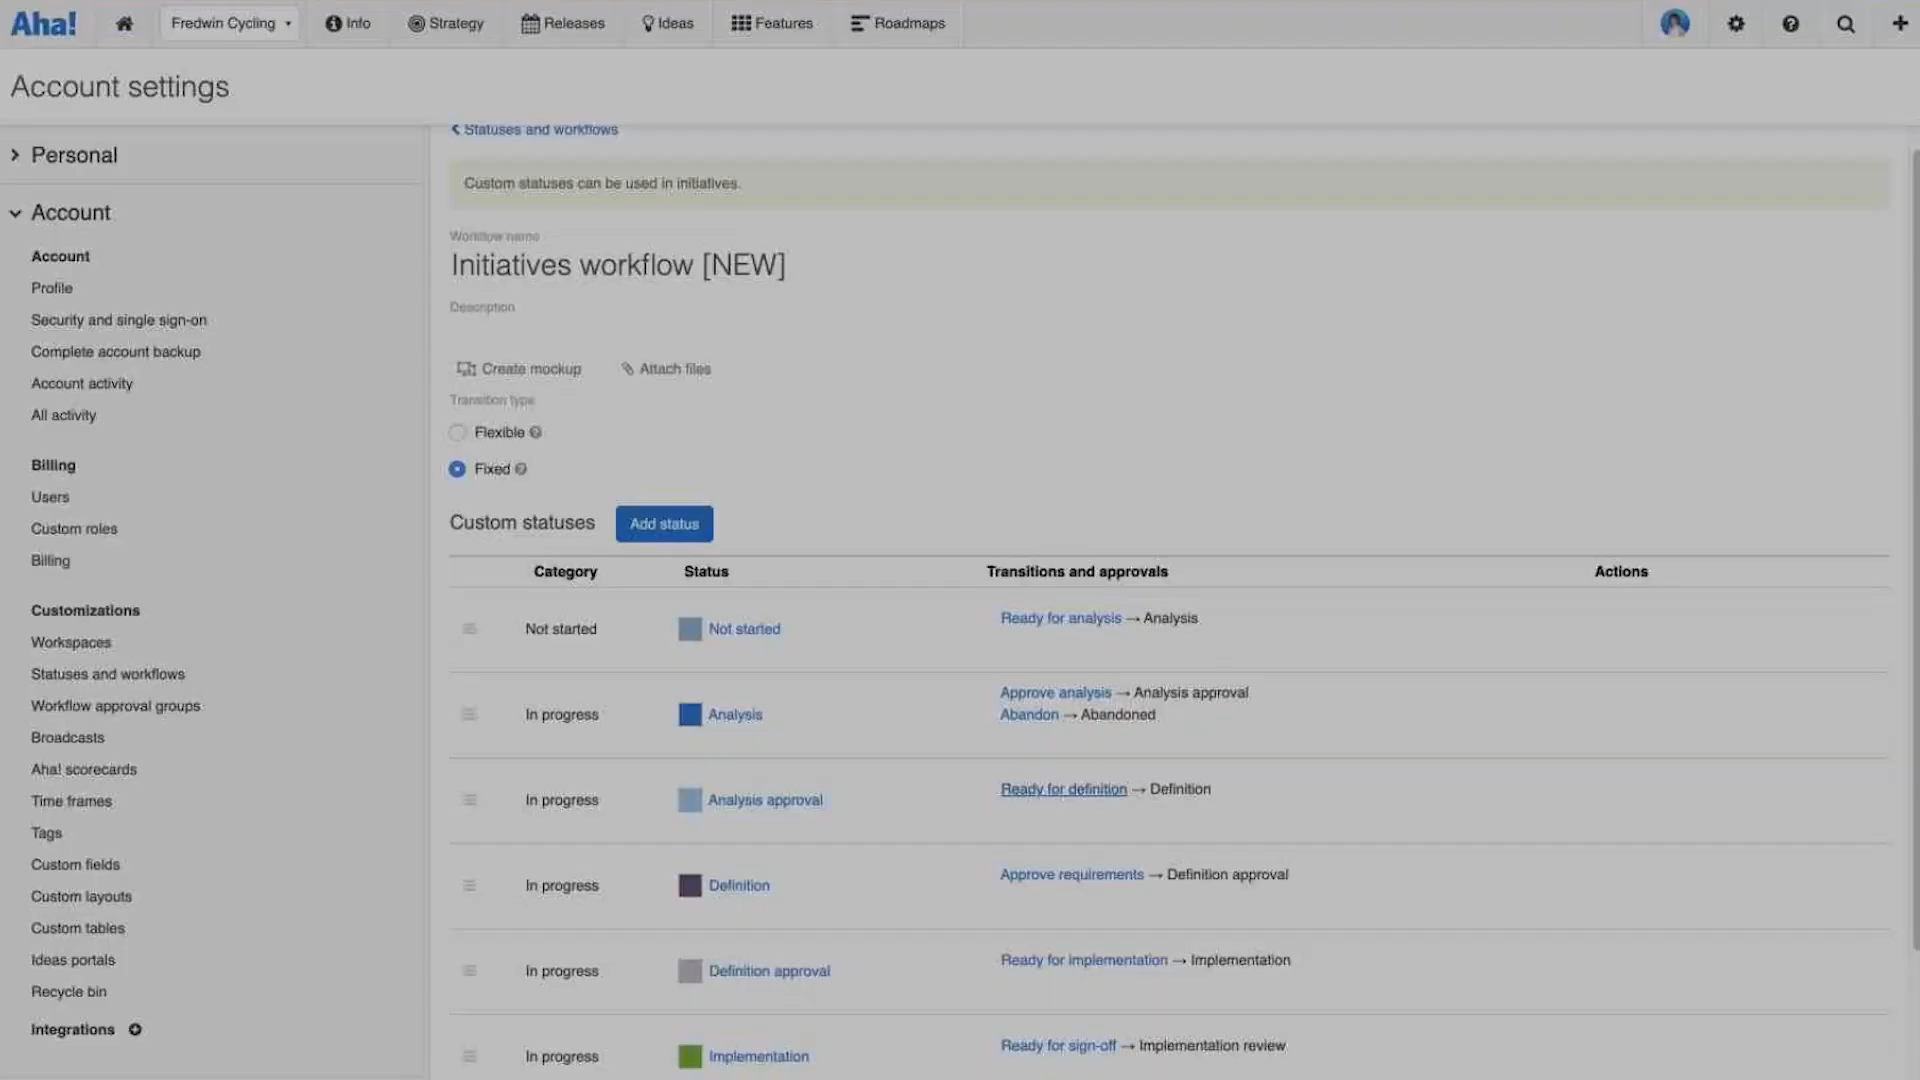 Aha!
Fredwin Cycling
Info
Strategy
Releases
Ideas
Features
Roadmaps
Account settings
Personal
Account
Account
Profile
Security and single sign-on
Complete account backup
Account activity
All activity
Billing
Users
Custom roles
Billing
Customizations
Workspaces
Statuses and workflows
Workflow approval groups
Broadcasts
Aha! scorecards
Time frames
Tags
Custom fields
Custom layouts
Custom tables
Ideas portals
Recycle bin
Integrations
Statuses and workflows
Custom statuses can be used in initiatives.
Workflow name
Initiatives workflow [NEW]
Description
Create mockup
Attach files
Transition type
Flexible
Fixed
Custom statuses
Add status
Category Status Transitions and approvals Actions
Not started Not started Ready for analysis → Analysis
In progress Analysis Approve analysis → Analysis approval
Abandon → Abandoned
In progress Analysis approval Ready for definition → Definition
In progress Definition Approve requirements → Definition approval
In progress Definition approval Ready for implementation → Implementation
In progress Implementation Ready for sign-off → Implementation review